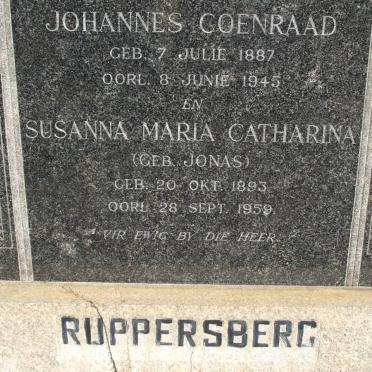 JOHANNES COENRAAD
GEB. 7 JULIE 1887
OORL. 8 JUNIE 1945
EN
SUSANNA MARIA CATHARINA
(GEB. JONAS)
GEB. 20 OKT. 1893
OORL. 28 SEPT. 1959
"VIR EWIG BY DIE HEER."
RUPPERSBERG